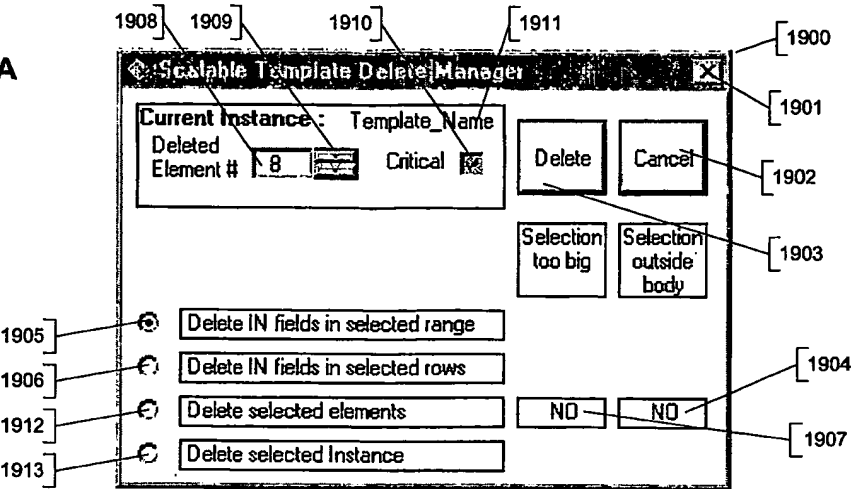 1908 1909 1910 1911
1900
A
Scalable Template Delete Manager
1901
Current Instance : Template_Name
Deleted
Element # 8 Critical
Delete Cancel
1902
Selection
too big
Selection
outside
body
1903
1905 Delete IN fields in selected range
1906 Delete IN fields in selected rows
1904
1912 Delete selected elements NO NO
1907
1913 Delete selected Instance